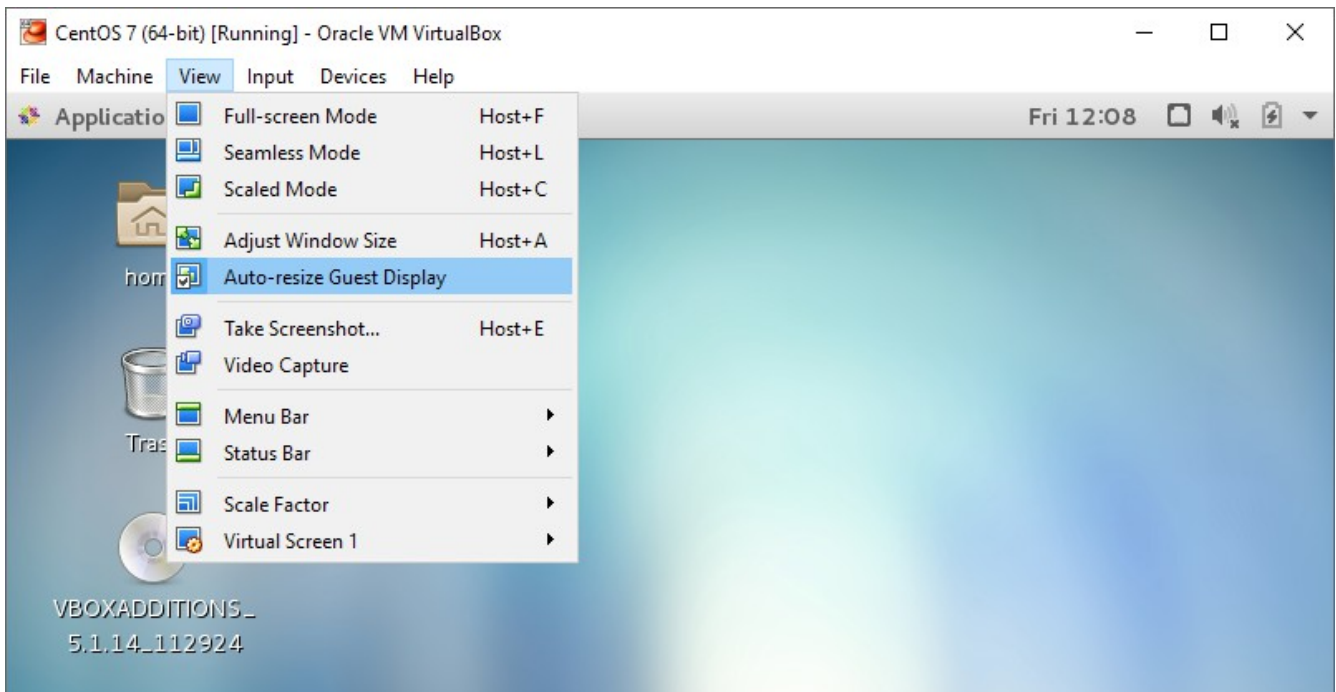 CentOS 7 (64-bit) [Running] - Oracle VM VirtualBox
File Machine View Input Devices Help
Applicatio Fri 12:08
Full-screen Mode Host+F
Seamless Mode Host+L
Scaled Mode Host+C
Adjust Window Size Host+A
hom Auto-resize Guest Display
Take Screenshot... Host+E
Video Capture
Menu Bar
Tras Status Bar
Scale Factor
Virtual Screen 1
VBOXADDITIONS_
5.1.14_112924